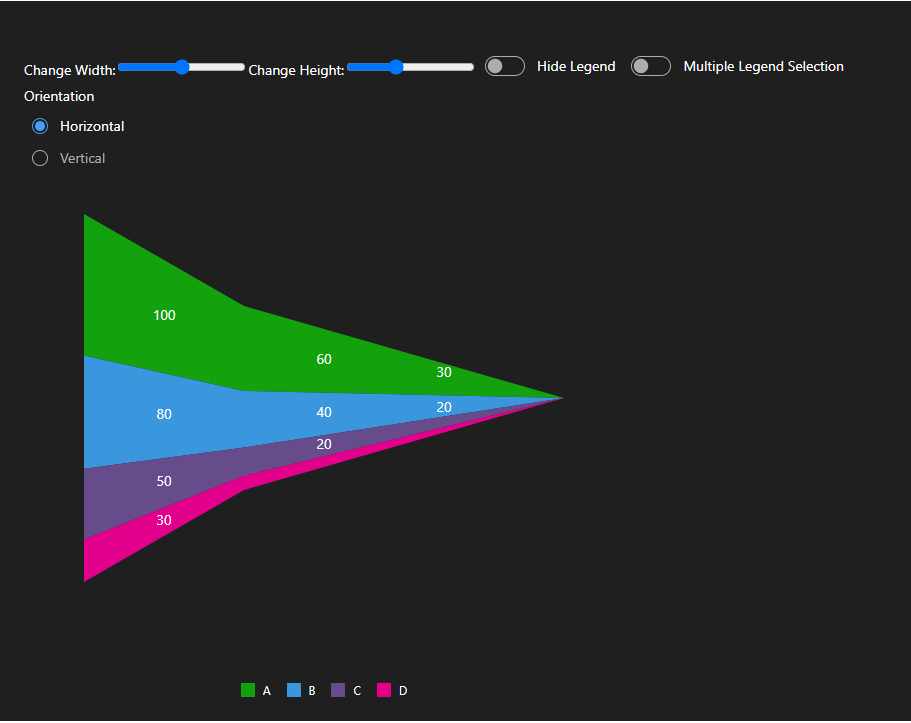 Change Width: Change Height: Hide Legend Multiple Legend Selection
Orientation
Horizontal
Vertical
100
60
30
80
40
20
20
50
30
A B C D